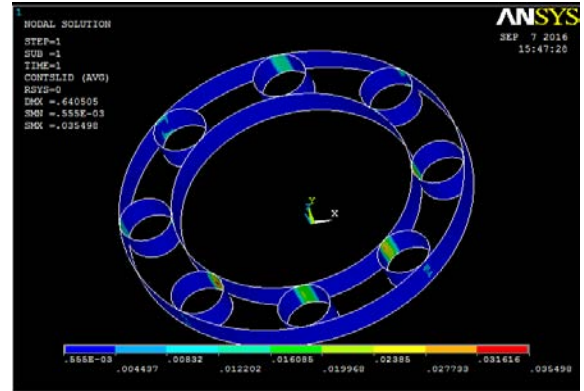 1
NODAL SOLUTION
STEP=1
SUB =1
TIME=1
CONTSLID (AVG)
RSYS=0
DMX =.640505
SMN =.555E-03
SMX =.035498
ANSYS
SEP 7 2016
15:47:28
Y
X
.555E-03 .00832 .016085 .02385 .031616
.004437 .012202 .019968 .027733 .035498